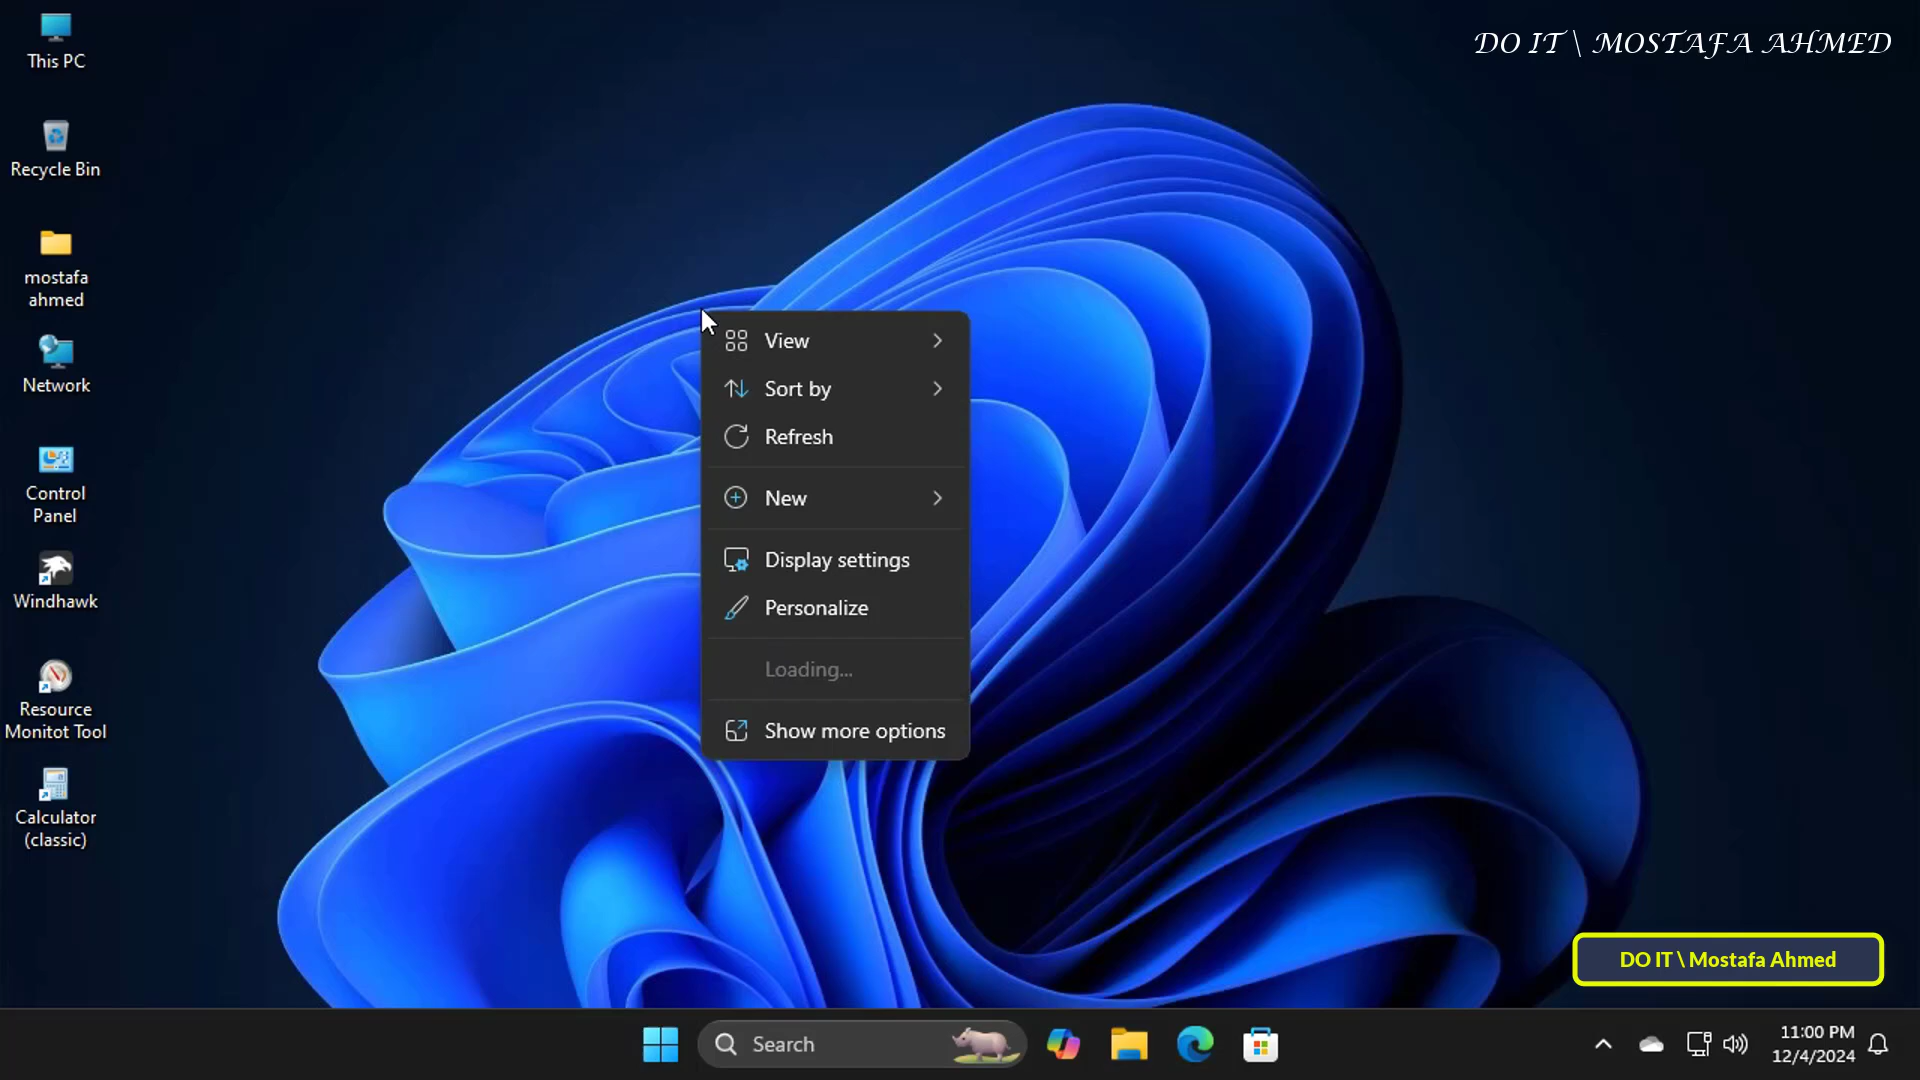 DO IT \ MOSTAFA AHMED
This PC
Recycle Bin
mostafa
ahmed
Network
Control
Panel
Windhawk
Resource
Monitot Tool
Calculator
(classic)
View
Sort by
Refresh
New
Display settings
Personalize
Loading...
Show more options
DO IT \ Mostafa Ahmed
Search
11:00 PM
12/4/2024